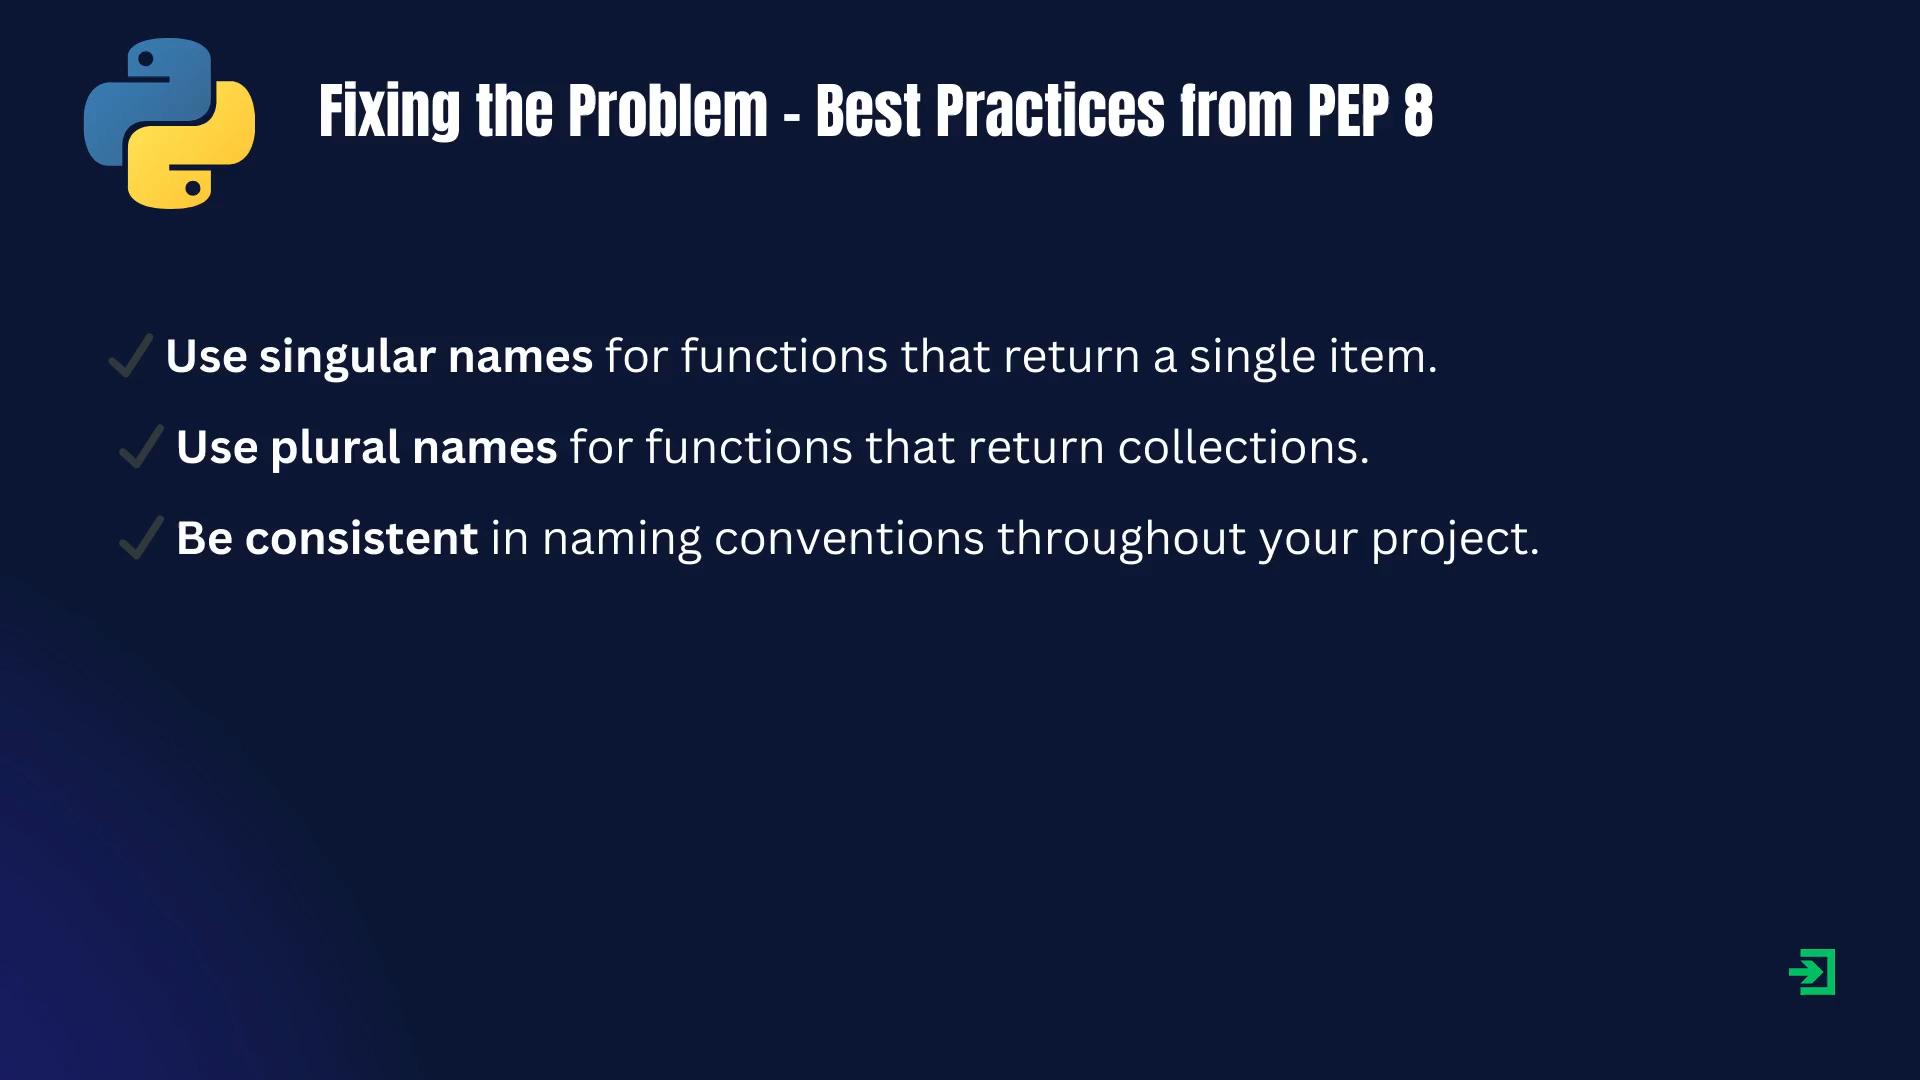 Fixing the Problem - Best Practices from PEP 8
✔ Use singular names for functions that return a single item.
✔ Use plural names for functions that return collections.
✔ Be consistent in naming conventions throughout your project.